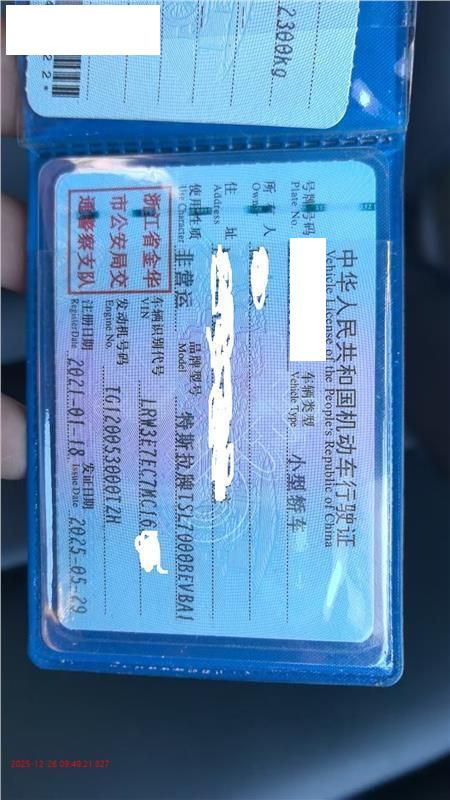 2300kg
22*
中华人民共和国机动车行驶证
Vehicle License of the People's Republic of China
号牌号码
Plate No.
车辆类型
Vehicle Type
小型轿车
所有人
Owner
住址
Address
使用性质
Use Character
非营运
品牌型号
Model
特斯拉牌TSL7000BEVBA1
浙江省金华
市公安局交
通警察支队
车辆识别代号
VIN
LRW3E7EC7MC16
发动机号码
Engine No.
TG120053000T2H
注册日期
Register Date
2021-01-18
发证日期
Issue Date
2025-05-29
2025-12-26 09:49:21:327